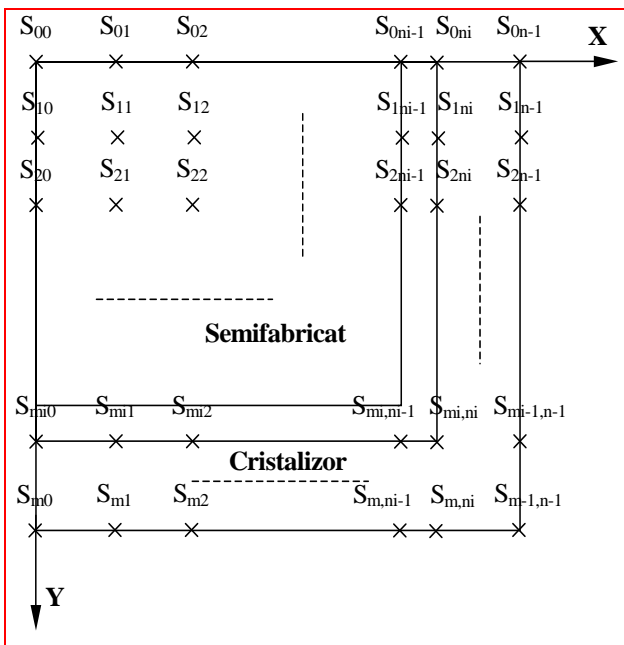 S00 S01 S02 S0ni-1 S0ni S0n-1
X
S10 S11 S12 S1ni-1 S1ni S1n-1
S20 S21 S22 S2ni-1 S2ni S2n-1
Semifabricat
Smi0 Smi1 Smi2 Smi,ni-1 Smi,ni Smi-1,n-1
Cristalizor
Sm0 Sm1 Sm2 Sm,ni-1 Sm,ni Sm-1,n-1
Y